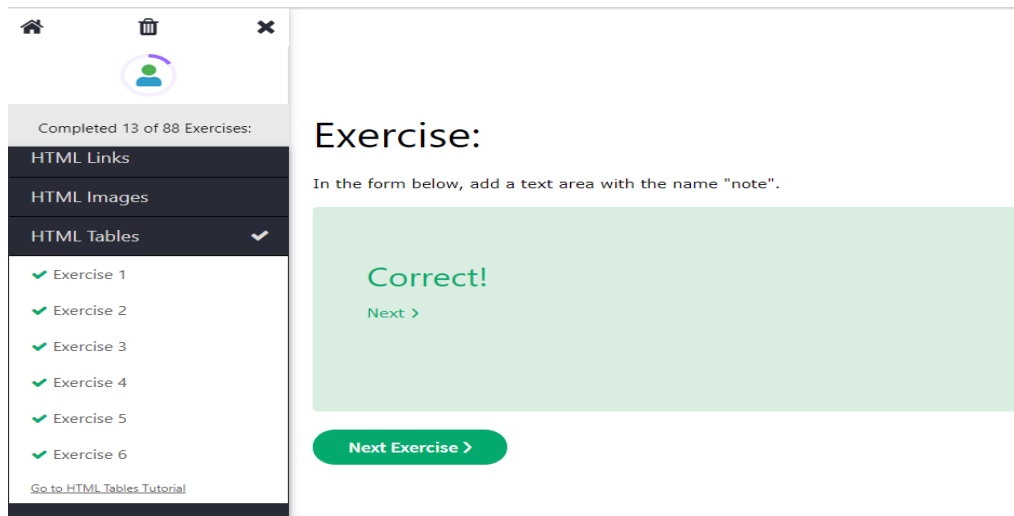 Completed 13 of 88 Exercises:
HTML Links
HTML Images
HTML Tables
Exercise 1
Exercise 2
Exercise 3
Exercise 4
Exercise 5
Exercise 6
Go to HTML Tables Tutorial
Exercise:
In the form below, add a text area with the name "note".
Correct!
Next >
Next Exercise >